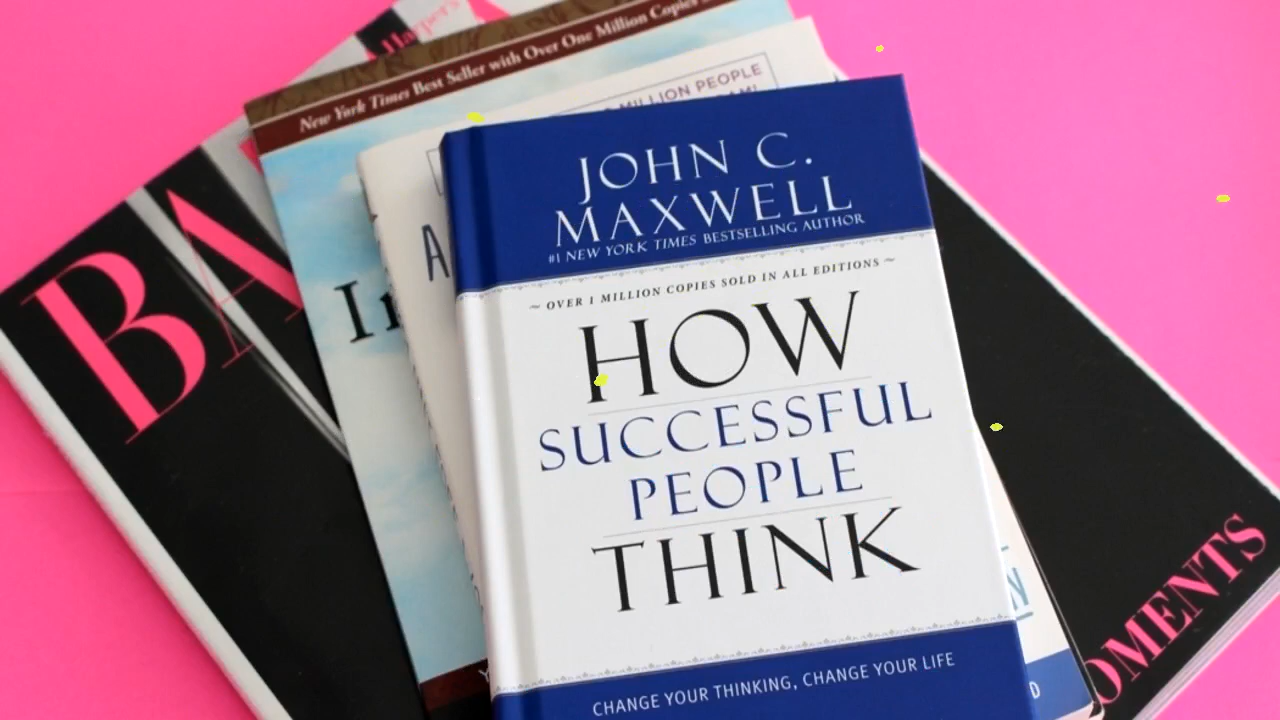 Harper's
BA
New York Times Best Seller with Over One Million Copies
MILLION PEOPLE
JOHN C.
MAXWELL
#1 NEW YORK TIMES BESTSELLING AUTHOR
~ OVER 1 MILLION COPIES SOLD IN ALL EDITIONS ~
HOW
SUCCESSFUL
PEOPLE
THINK
CHANGE YOUR THINKING, CHANGE YOUR LIFE
OMENTS